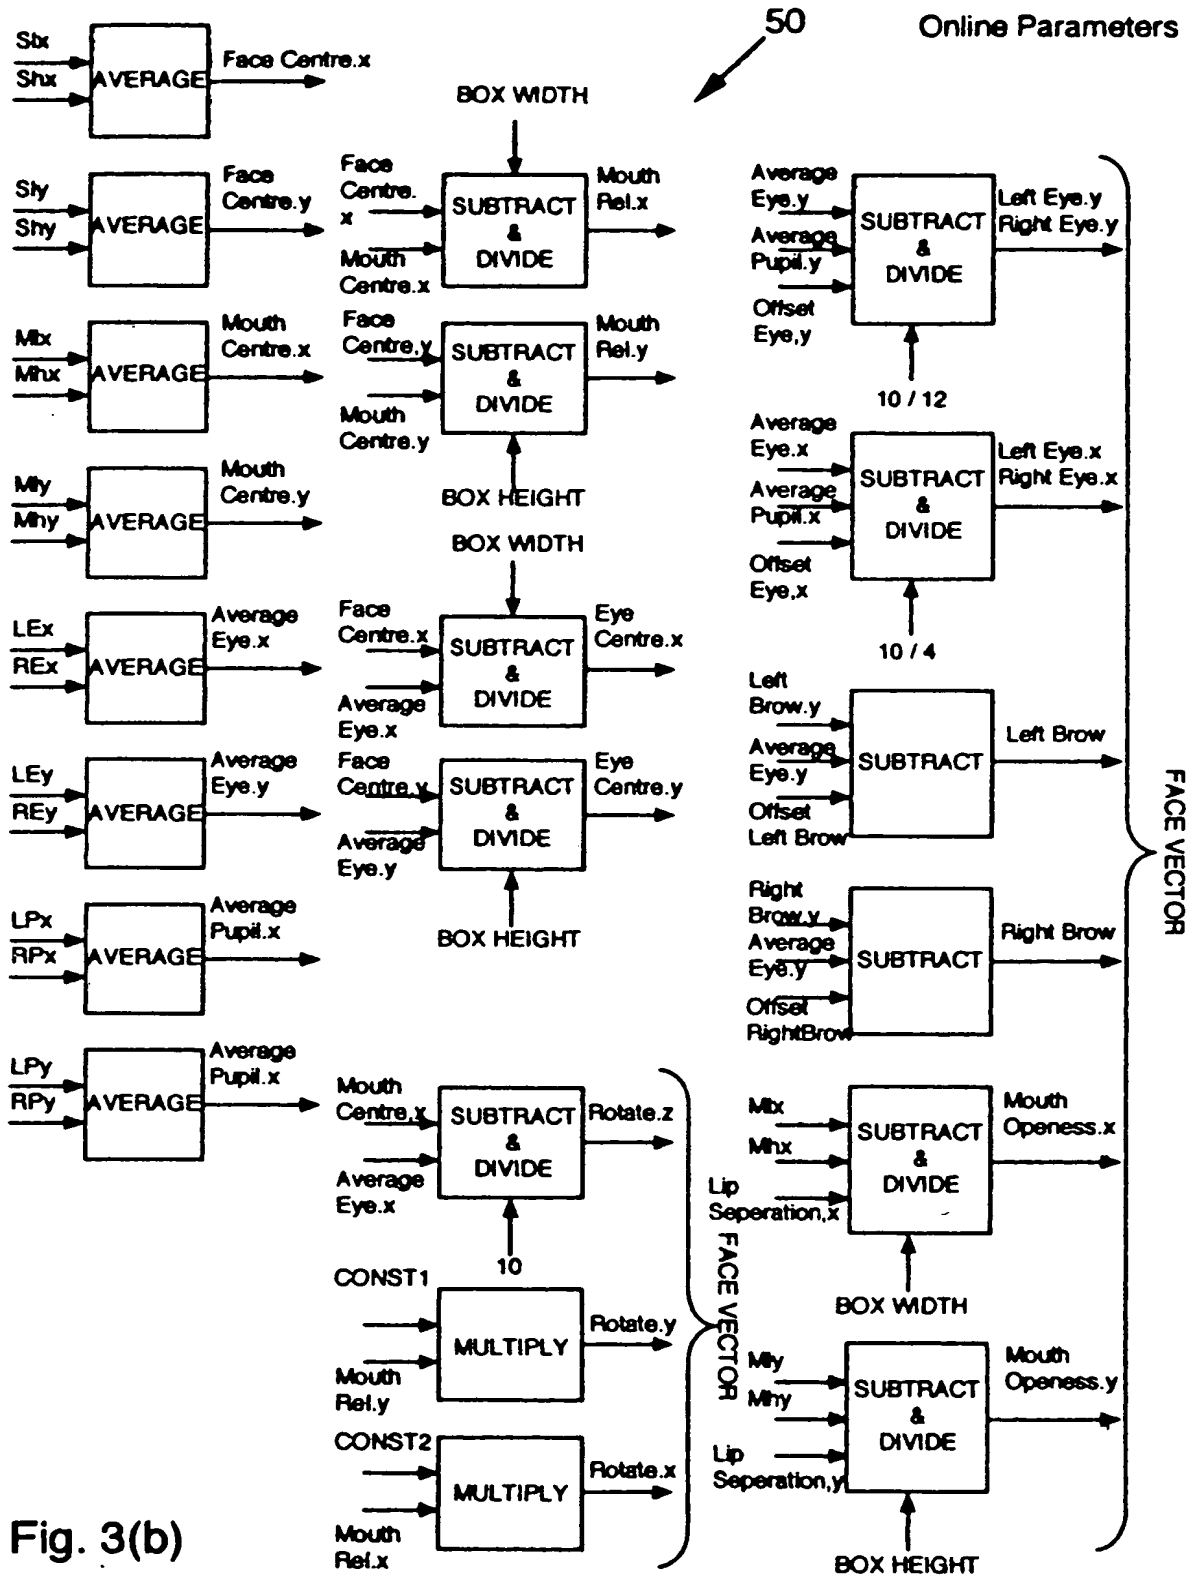 50
Online Parameters
Slx
Shx
AVERAGE
Face Centre.x
Sly
Shy
AVERAGE
Face
Centre.y
Mlx
Mhx
AVERAGE
Mouth
Centre.x
Mly
Mhy
AVERAGE
Mouth
Centre.y
LEx
REx
AVERAGE
Average
Eye.x
LEy
REy
AVERAGE
Average
Eye.y
LPx
RPx
AVERAGE
Average
Pupil.x
LPy
RPy
AVERAGE
Average
Pupil.x
BOX WIDTH
Face
Centre.
x
Mouth
Centre.x
SUBTRACT
&
DIVIDE
Mouth
Rel.x
Face
Centre,y
Mouth
Centre.y
SUBTRACT
&
DIVIDE
Mouth
Rel.y
BOX HEIGHT
BOX WIDTH
Face
Centre.x
Average
Eye.x
SUBTRACT
&
DIVIDE
Eye
Centre.x
Face
Centre.y
Average
Eye.y
SUBTRACT
&
DIVIDE
Eye
Centre.y
BOX HEIGHT
Mouth
Centre,x
Average
Eye.x
SUBTRACT
&
DIVIDE
Rotate.z
10
CONST1
Mouth
Rel.y
MULTIPLY
Rotate.y
CONST2
Mouth
Rel.x
MULTIPLY
Rotate.x
FACE VECTOR
Average
Eye.y
Average
Pupil.y
Offset
Eye,y
SUBTRACT
&
DIVIDE
Left Eye.y
Right Eye.y
10 / 12
Average
Eye.x
Average
Pupil.x
Offset
Eye,x
SUBTRACT
&
DIVIDE
Left Eye.x
Right Eye.x
10 / 4
Left
Brow.y
Average
Eye.y
Offset
Left Brow
SUBTRACT
Left Brow
Right
Brow.y
Average
Eye.y
Offset
RightBrow
SUBTRACT
Right Brow
Mlx
Mhx
Lip
Seperation,x
SUBTRACT
&
DIVIDE
Mouth
Openess.x
BOX WIDTH
Mly
Mhy
Lip
Seperation,y
SUBTRACT
&
DIVIDE
Mouth
Openess.y
BOX HEIGHT
FACE VECTOR
Fig. 3(b)